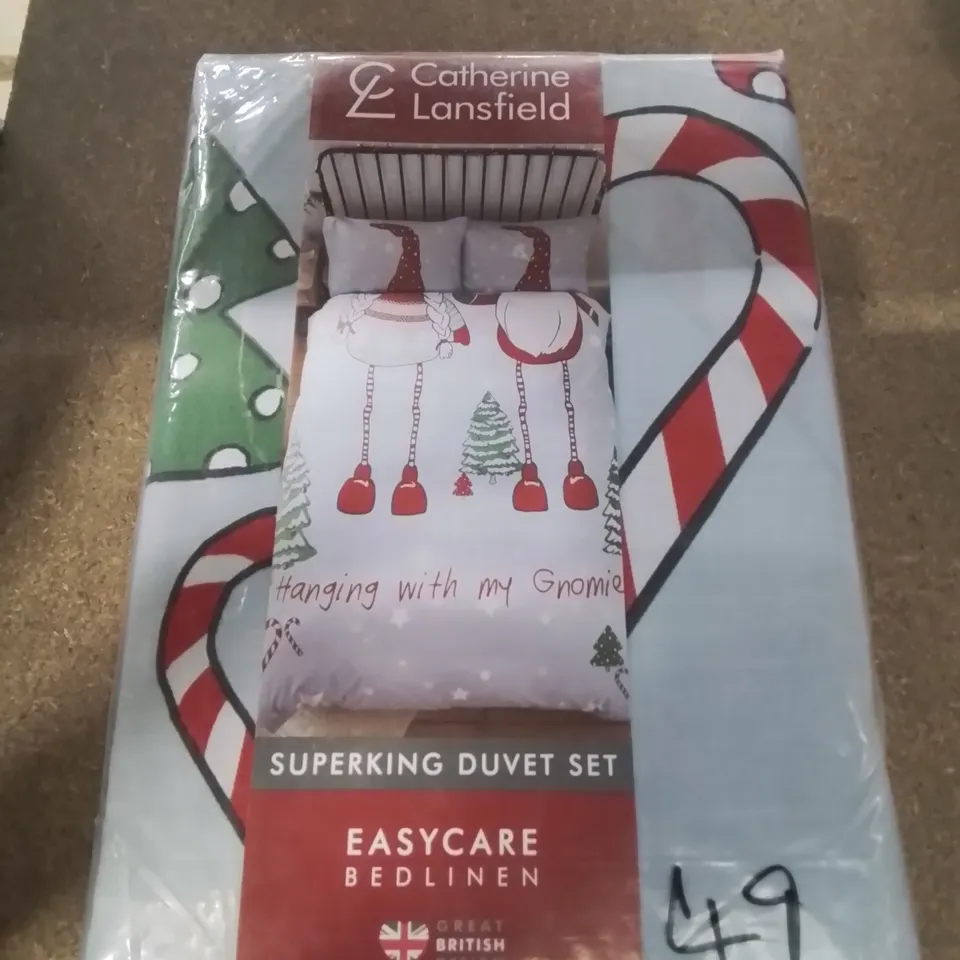 Catherine
Lansfield
Hanging with my Gnomie
SUPERKING DUVET SET
EASYCARE
BEDLINEN
GREAT
BRITISH
49